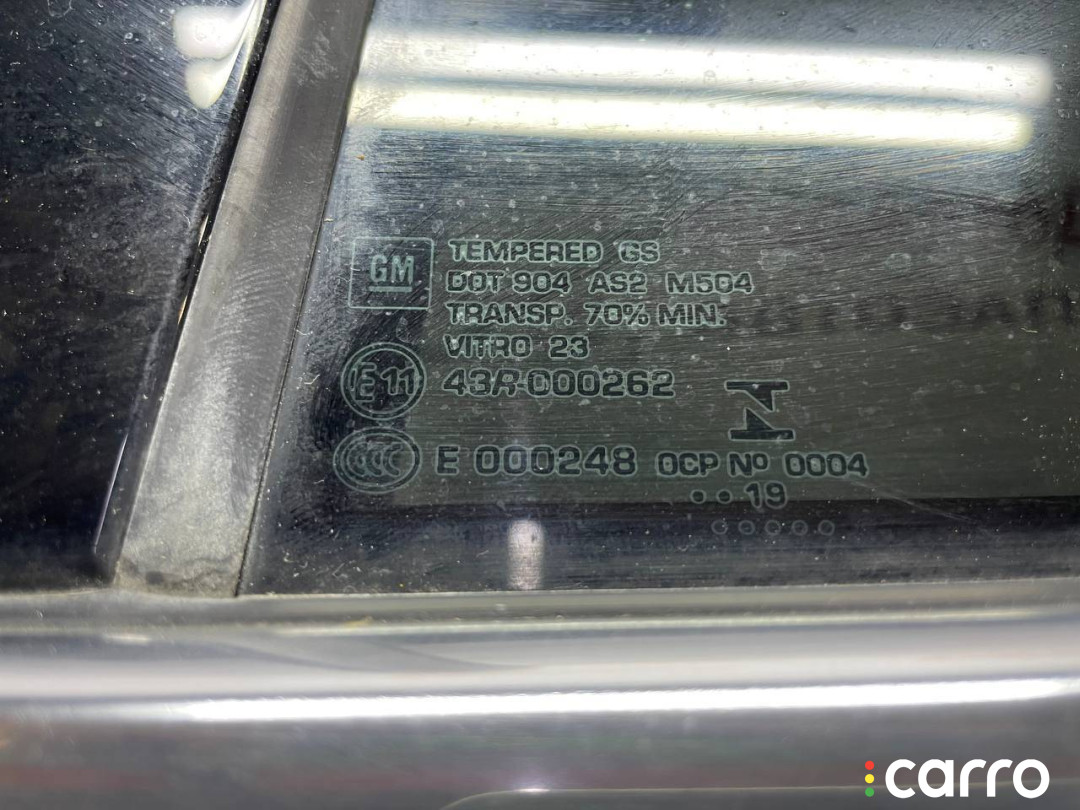 GM
TEMPERED GS
DOT 904 AS2 M504
TRANSP. 70% MIN.
VITRO 23
E11 43R-000262
CCC E 000248 OCP Nº 0004
..19
carro